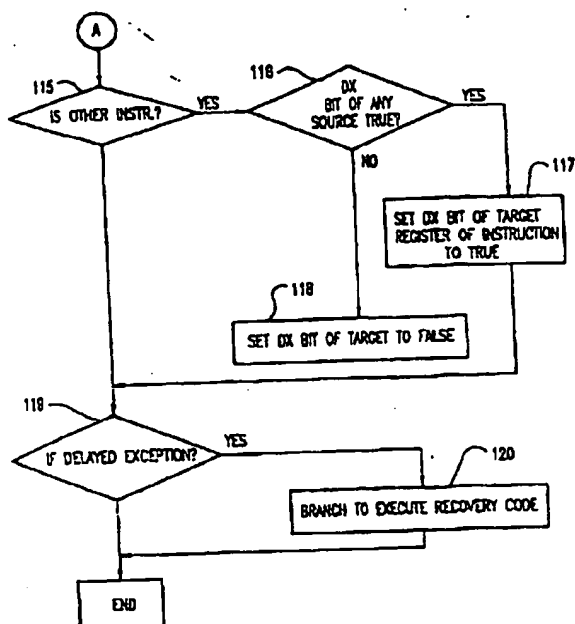 A
115
IS OTHER INSTR.?
YES
116
DX
BIT OF ANY
SOURCE TRUE?
YES
NO
117
SET DX BIT OF TARGET
REGISTER OF INSTRUCTION
TO TRUE
118
SET DX BIT OF TARGET TO FALSE
119
IF DELAYED EXCEPTION?
YES
120
BRANCH TO EXECUTE RECOVERY CODE
END